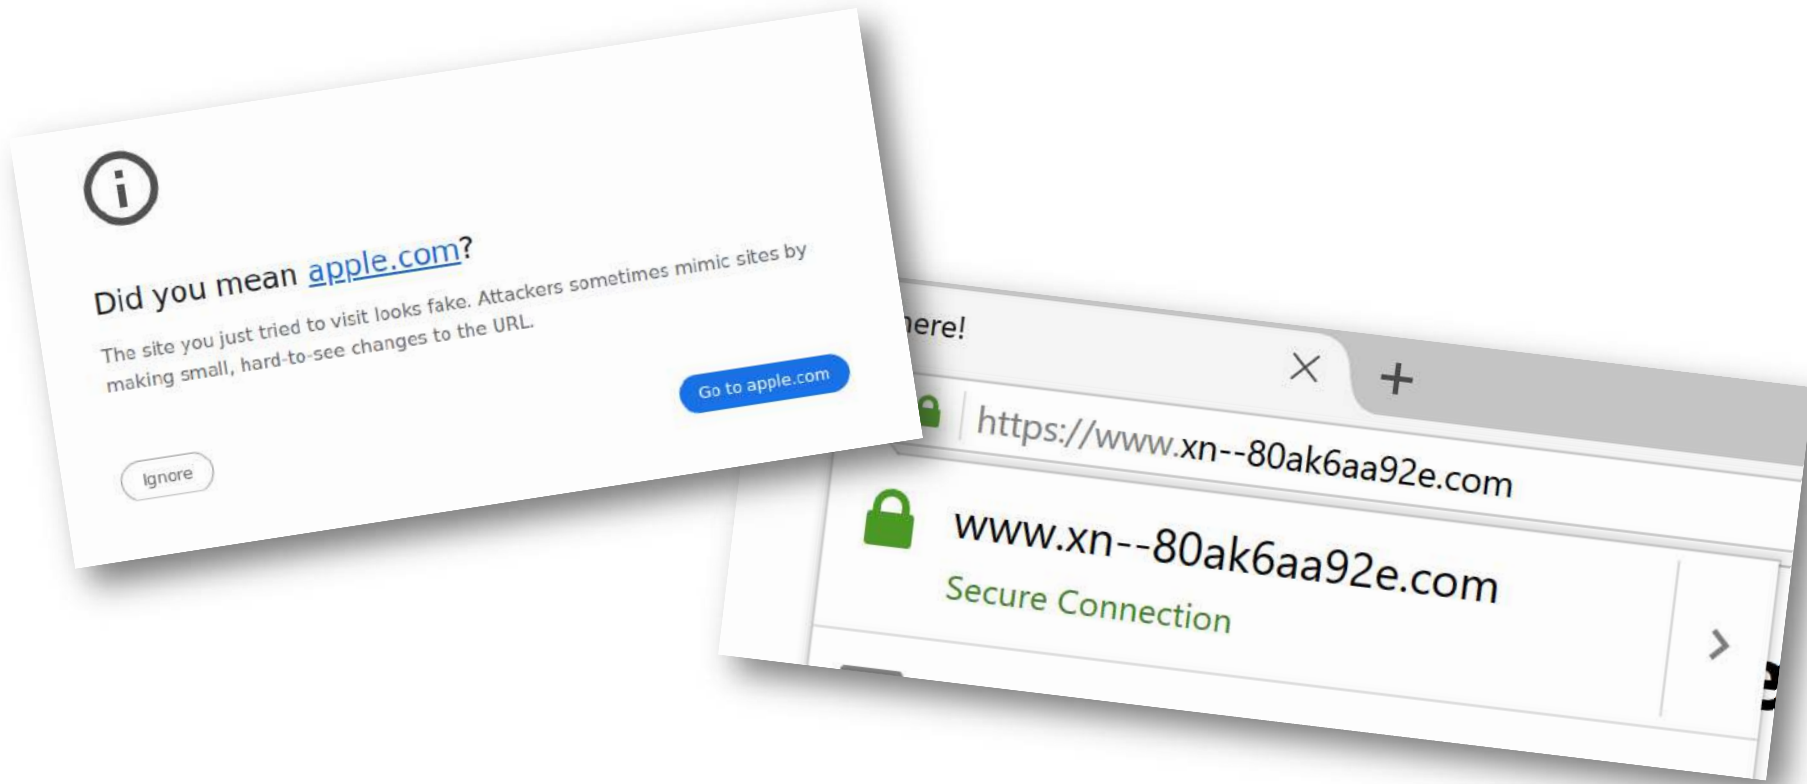 Did you mean apple.com?
The site you just tried to visit looks fake. Attackers sometimes mimic sites by
making small, hard-to-see changes to the URL.
Go to apple.com
Ignore
here!
https://www.xn--80ak6aa92e.com
www.xn--80ak6aa92e.com
Secure Connection
e